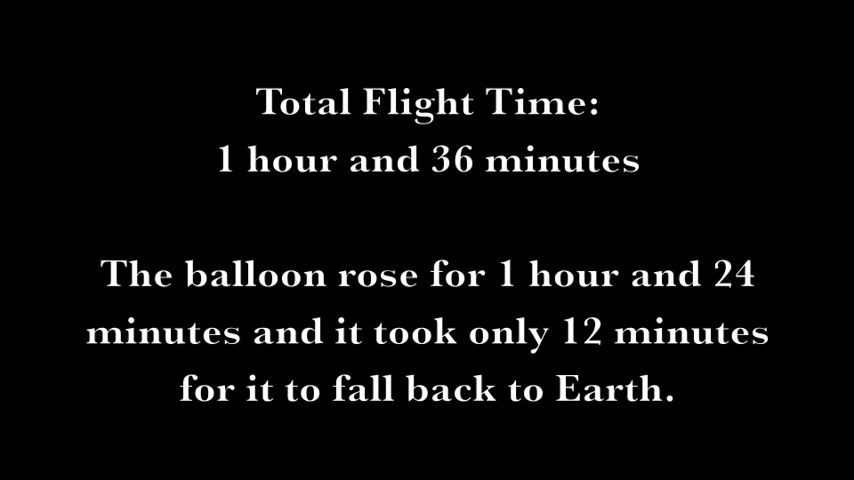 Total Flight Time:
1 hour and 36 minutes
The balloon rose for 1 hour and 24
minutes and it took only 12 minutes
for it to fall back to Earth.